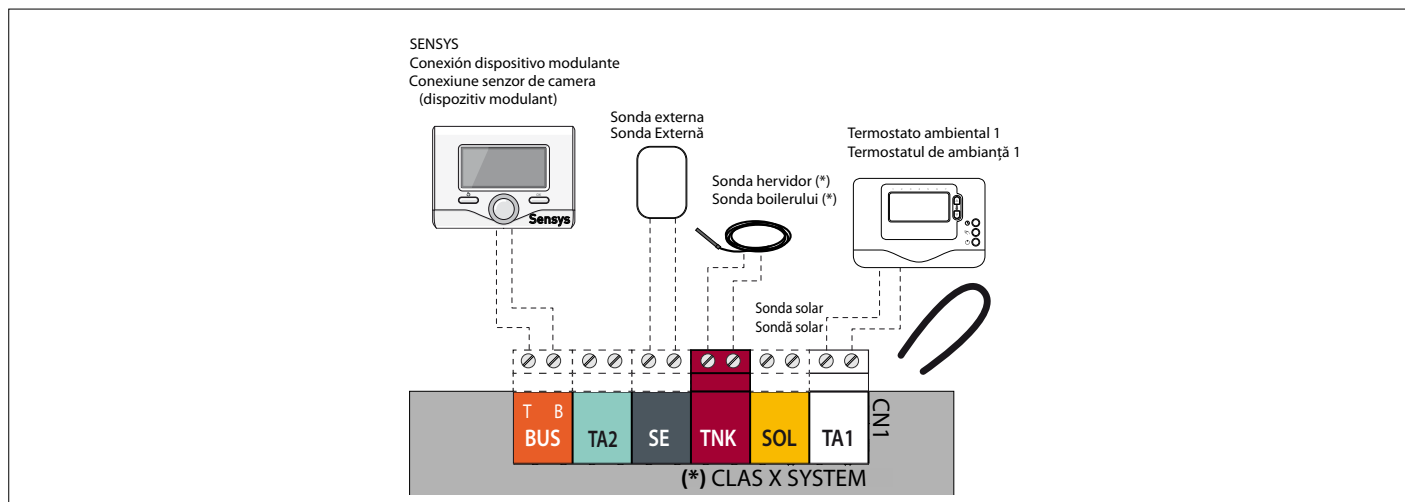 SENSYS
Conexión dispositivo modulante
Conexiune senzor de camera
(dispozitiv modulant)
Sensys
Sonda externa
Sonda Externă
Sonda hervidor (*)
Sonda boilerului (*)
Termostato ambiental 1
Termostatul de ambianță 1
Sonda solar
Sondă solar
T B
BUS
TA2
SE
TNK
SOL
TA1
CN1
(*) CLAS X SYSTEM